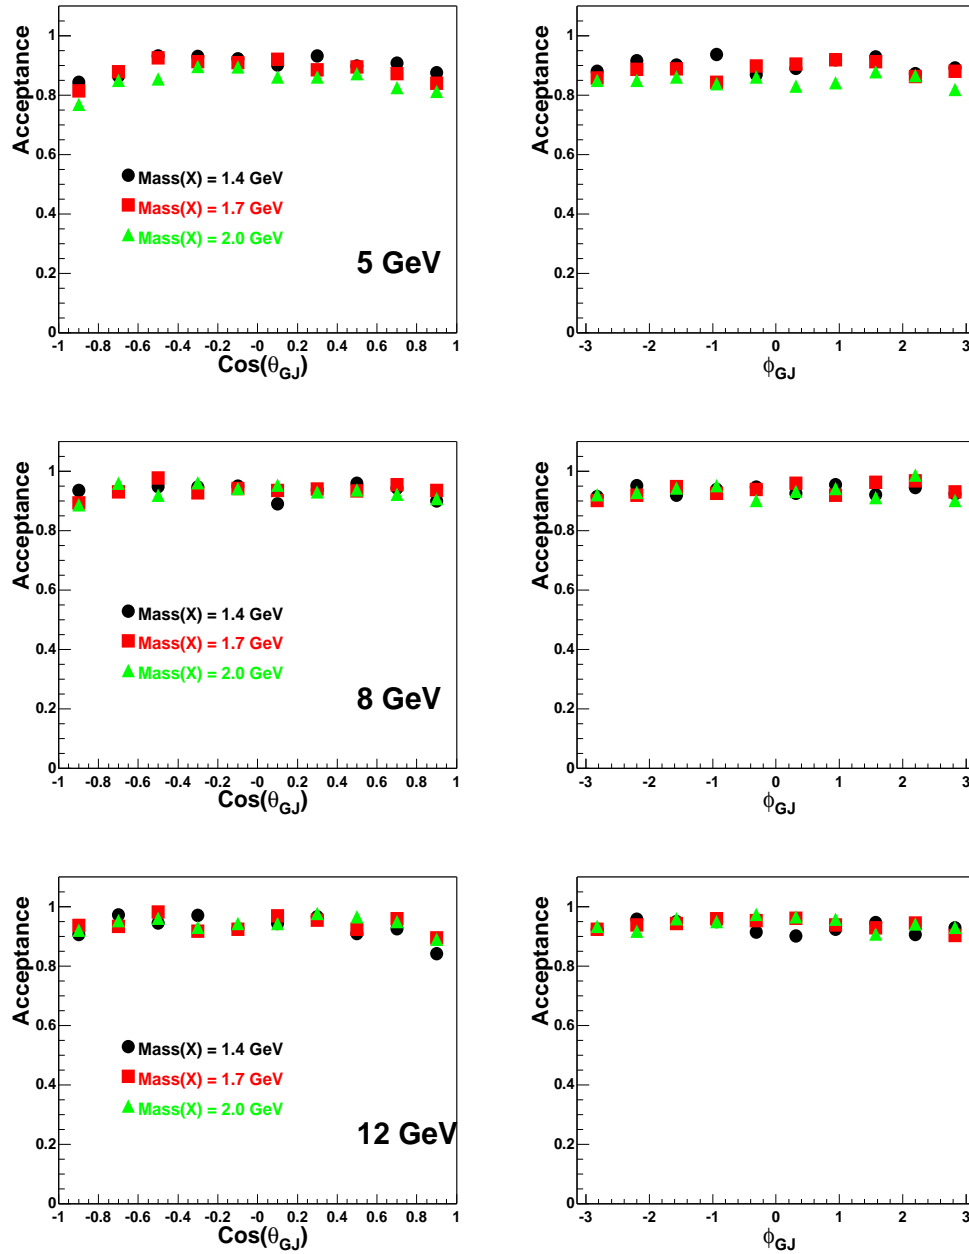 Acceptance
1
0.8
0.6
0.4
0.2
0
Mass(X) = 1.4 GeV
Mass(X) = 1.7 GeV
Mass(X) = 2.0 GeV
5 GeV
-1 -0.8 -0.6 -0.4 -0.2 -0 0.2 0.4 0.6 0.8 1
Cos(θGJ)
Acceptance
1
0.8
0.6
0.4
0.2
0
-3 -2 -1 0 1 2 3
ϕGJ
Acceptance
1
0.8
0.6
0.4
0.2
0
Mass(X) = 1.4 GeV
Mass(X) = 1.7 GeV
Mass(X) = 2.0 GeV
8 GeV
-1 -0.8 -0.6 -0.4 -0.2 -0 0.2 0.4 0.6 0.8 1
Cos(θGJ)
Acceptance
1
0.8
0.6
0.4
0.2
0
-3 -2 -1 0 1 2 3
ϕGJ
Acceptance
1
0.8
0.6
0.4
0.2
0
Mass(X) = 1.4 GeV
Mass(X) = 1.7 GeV
Mass(X) = 2.0 GeV
12 GeV
-1 -0.8 -0.6 -0.4 -0.2 -0 0.2 0.4 0.6 0.8 1
Cos(θGJ)
Acceptance
1
0.8
0.6
0.4
0.2
0
-3 -2 -1 0 1 2 3
ϕGJ